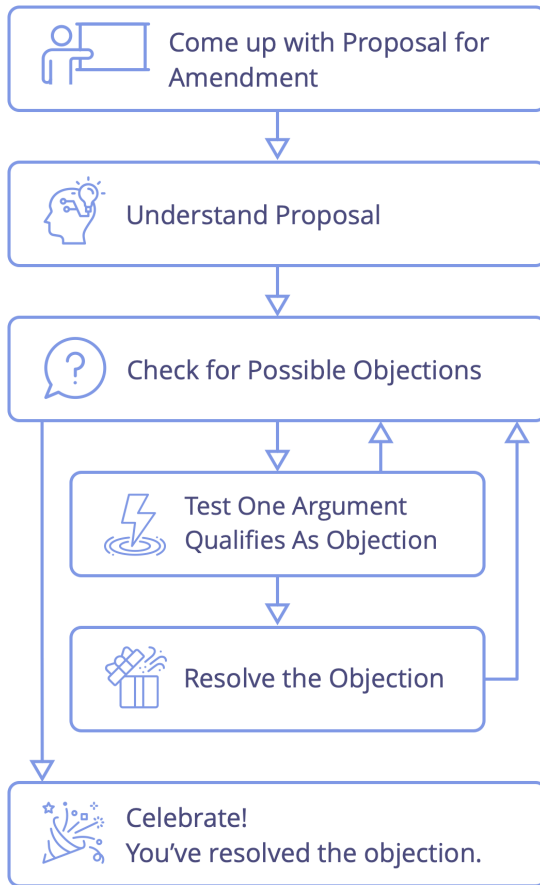 Come up with Proposal for
Amendment
Understand Proposal
?
Check for Possible Objections
Test One Argument
Qualifies As Objection
Resolve the Objection
Celebrate!
You've resolved the objection.